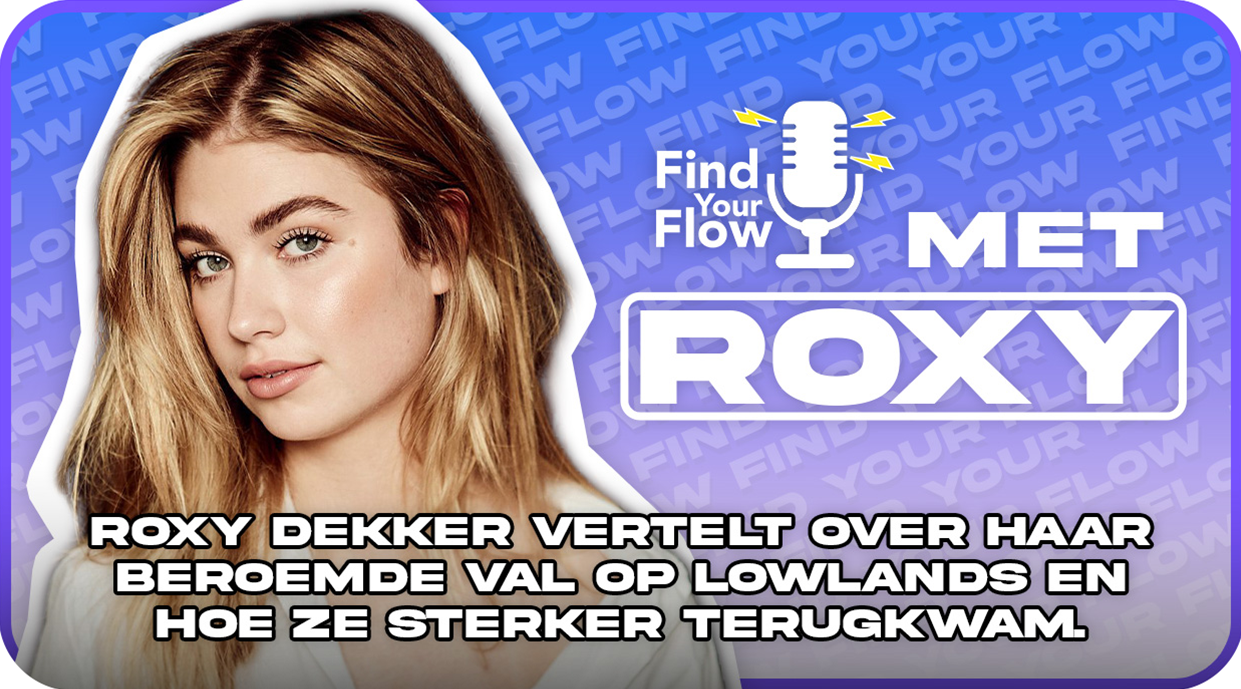 Find
Your
Flow
MET
ROXY
ROXY DEKKER VERTELT OVER HAAR
BEROEMDE VAL OP LOWLANDS EN
HOE ZE STERKER TERUGKWAM.